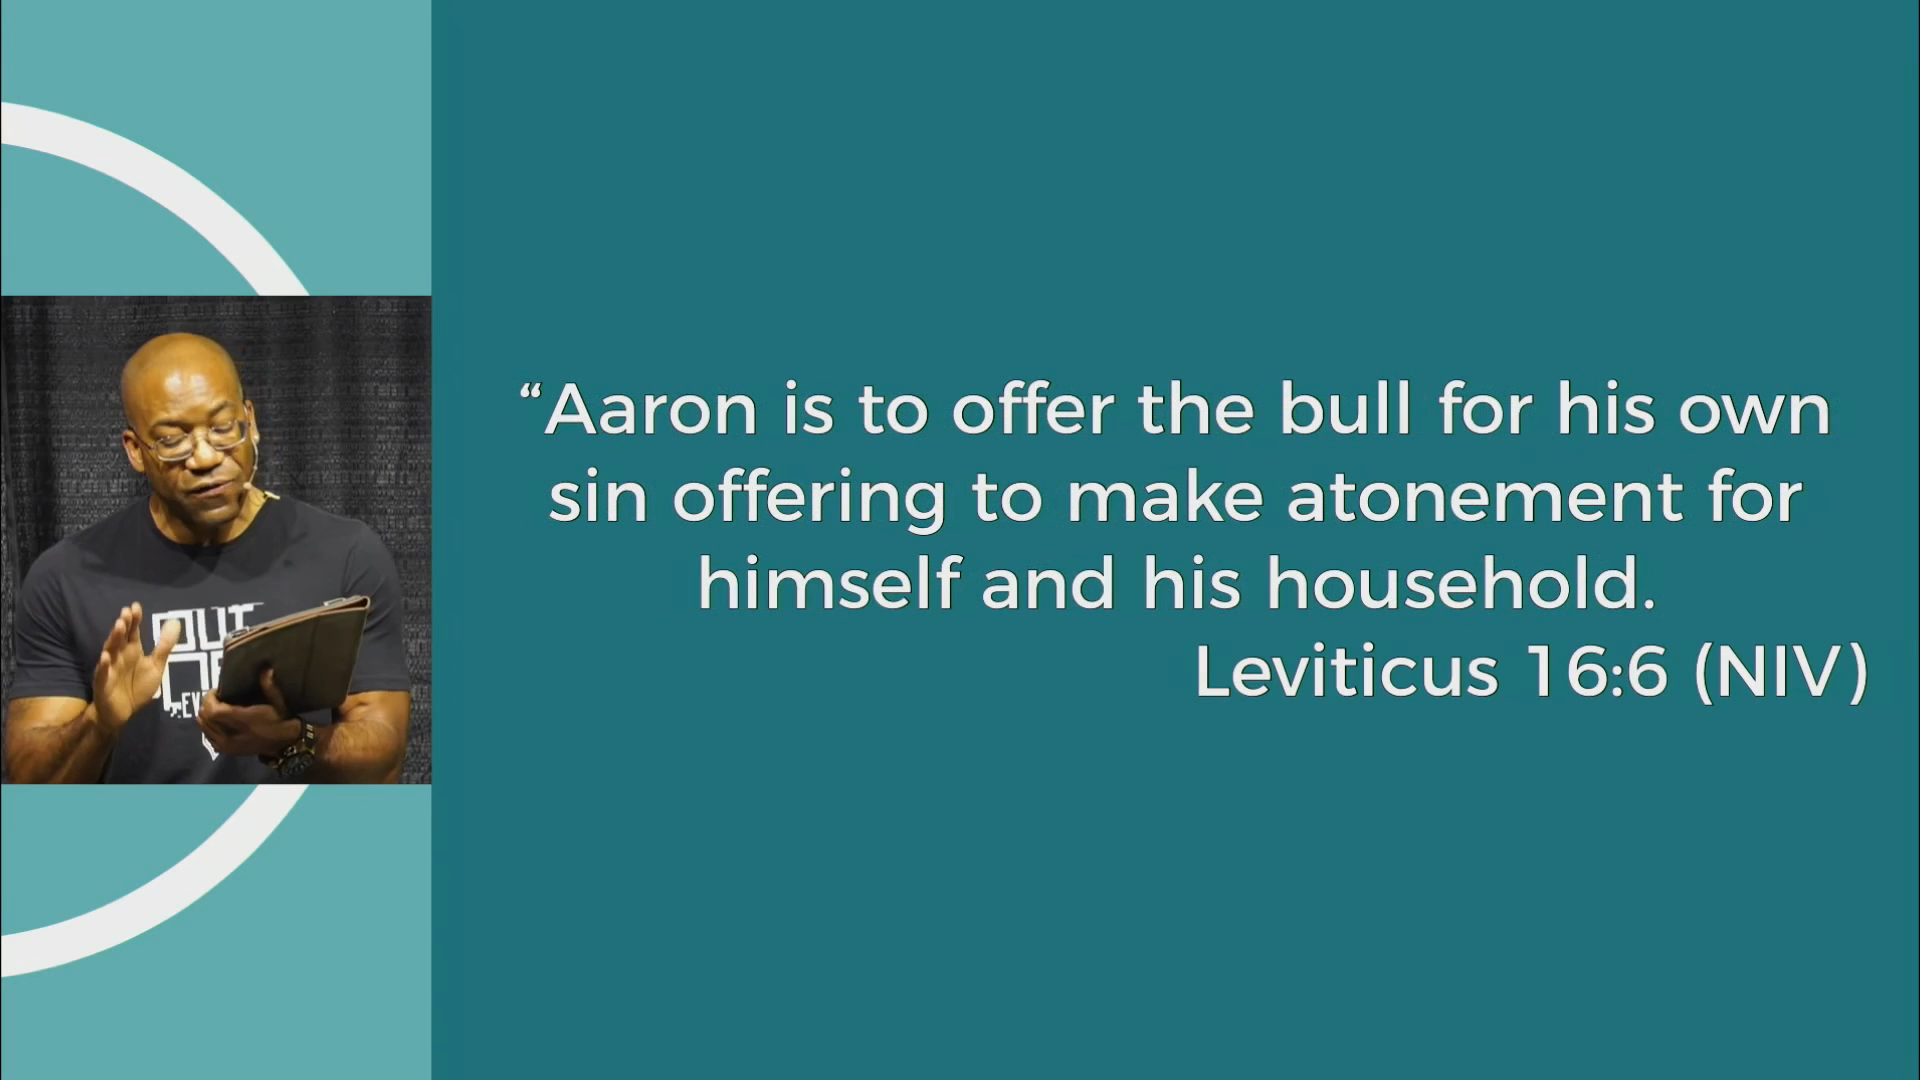 “Aaron is to offer the bull for his own
sin offering to make atonement for
himself and his household.
Leviticus 16:6 (NIV)
OUT